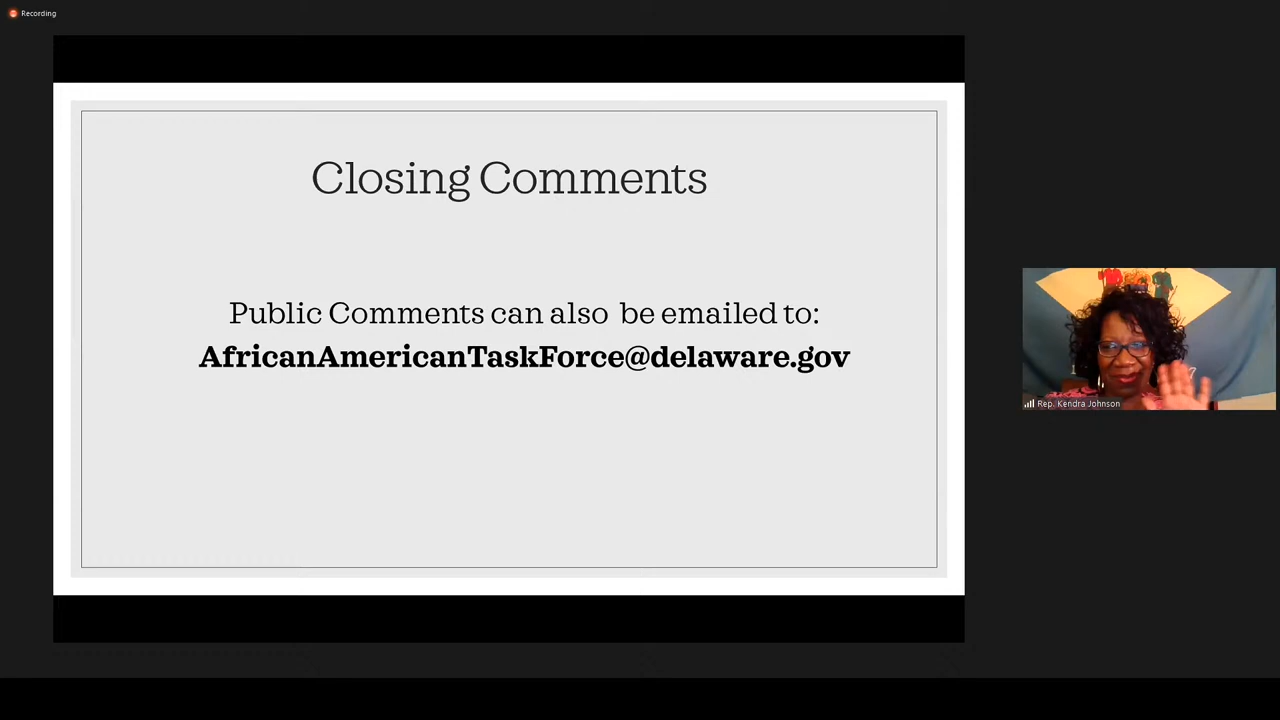 Recording
Closing Comments
Public Comments can also be emailed to:
AfricanAmericanTaskForce@delaware.gov
Rep. Kendra Johnson